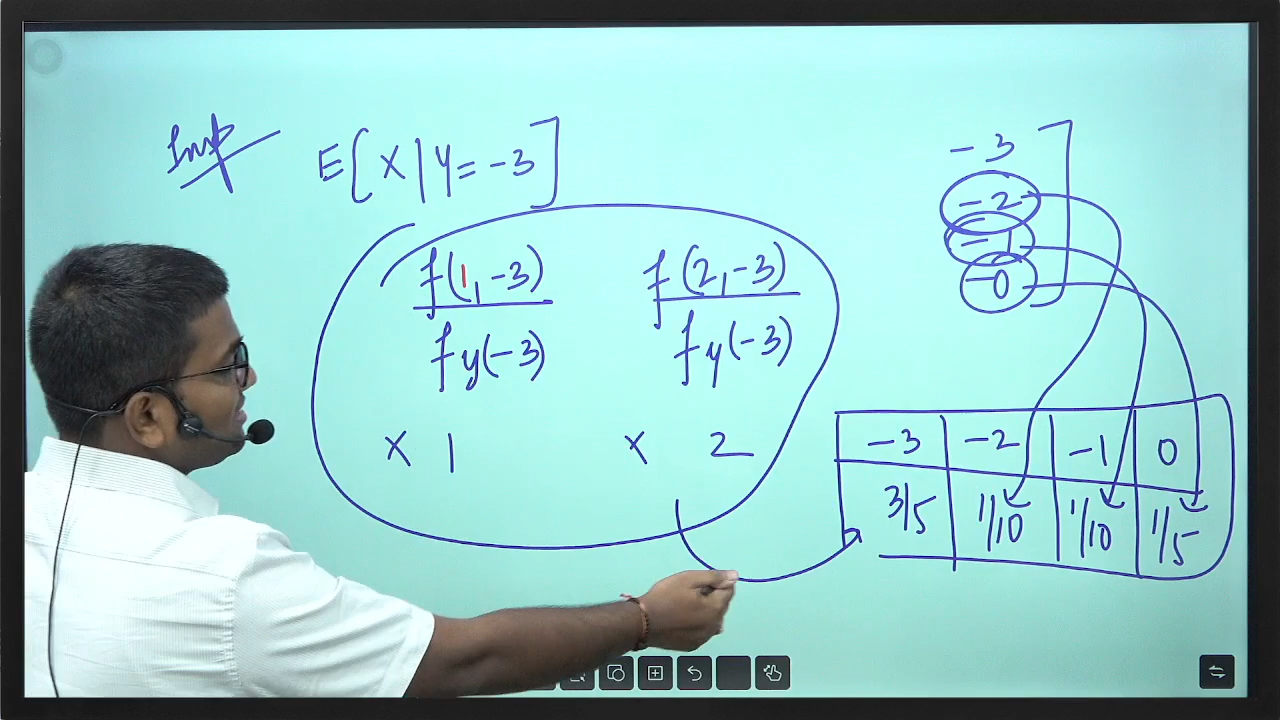 Imp E[X|Y=-3]
f(1,-3) f(2,-3)
fy(-3) fy(-3)
x 1 x 2
-3
-2
-1
-0
-3 -2 -1 0
3/5 1/10 1/10 1/5